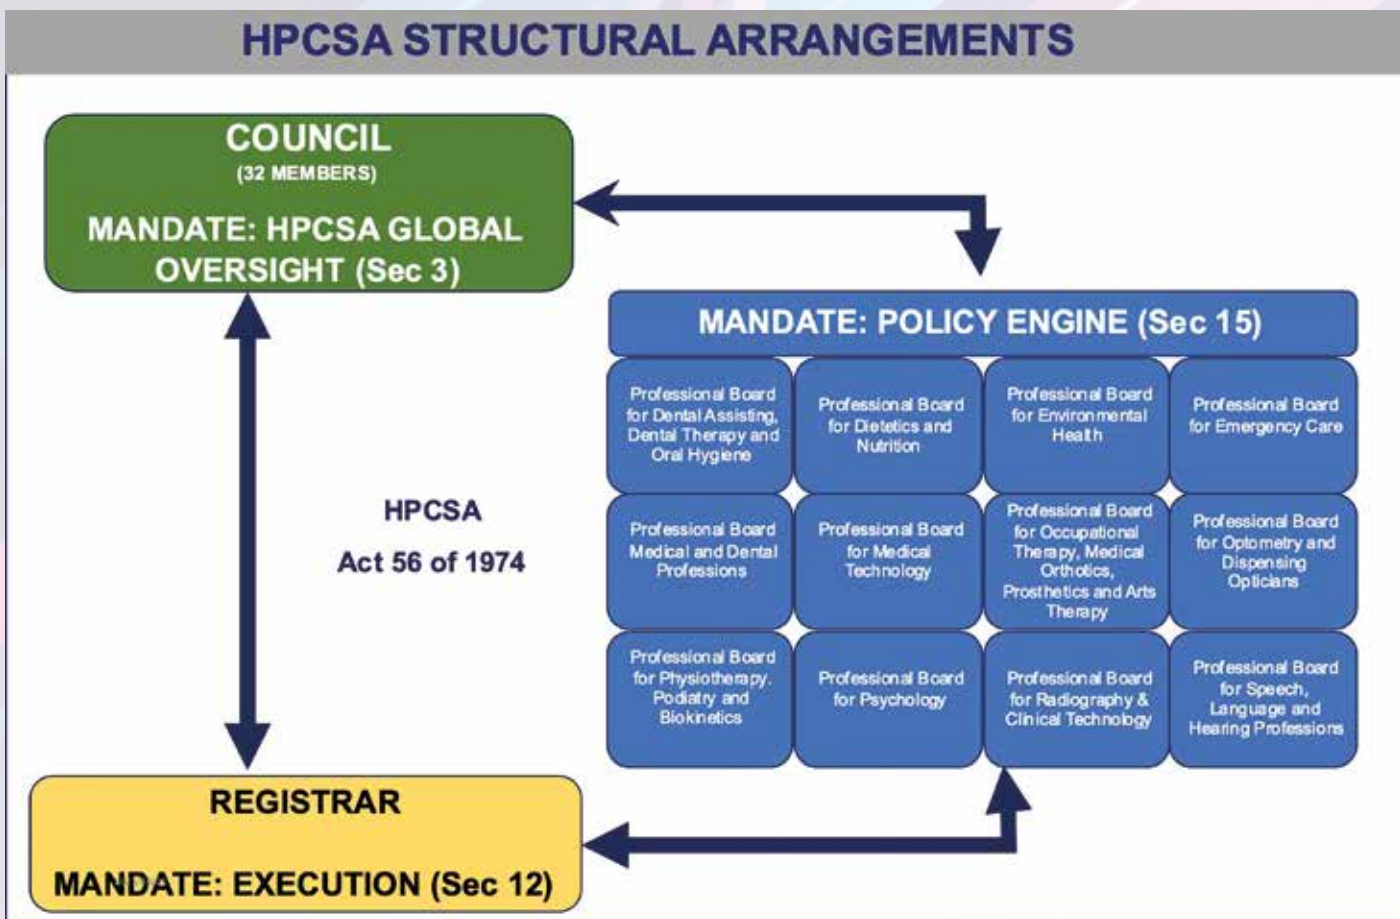 HPCSA STRUCTURAL ARRANGEMENTS
COUNCIL
(32 MEMBERS)
MANDATE: HPCSA GLOBAL
OVERSIGHT (Sec 3)
MANDATE: POLICY ENGINE (Sec 15)
Professional Board
for Dental Assisting,
Dental Therapy and
Oral Hygiene
Professional Board
for Dietetics and
Nutrition
Professional Board
for Environmental
Health
Professional Board
for Emergency Care
Professional Board
Medical and Dental
Professions
Professional Board
for Medical
Technology
Professional Board
for Occupational
Therapy, Medical
Orthotics,
Prosthetics and Arts
Therapy
Professional Board
for Optometry and
Dispensing
Opticians
Professional Board
for Physiotherapy.
Podiatry and
Biokinetics
Professional Board
for Psychology
Professional Board
for Radiography &
Clinical Technology
Professional Board
for Speech,
Language and
Hearing Professions
HPCSA
Act 56 of 1974
REGISTRAR
MANDATE: EXECUTION (Sec 12)